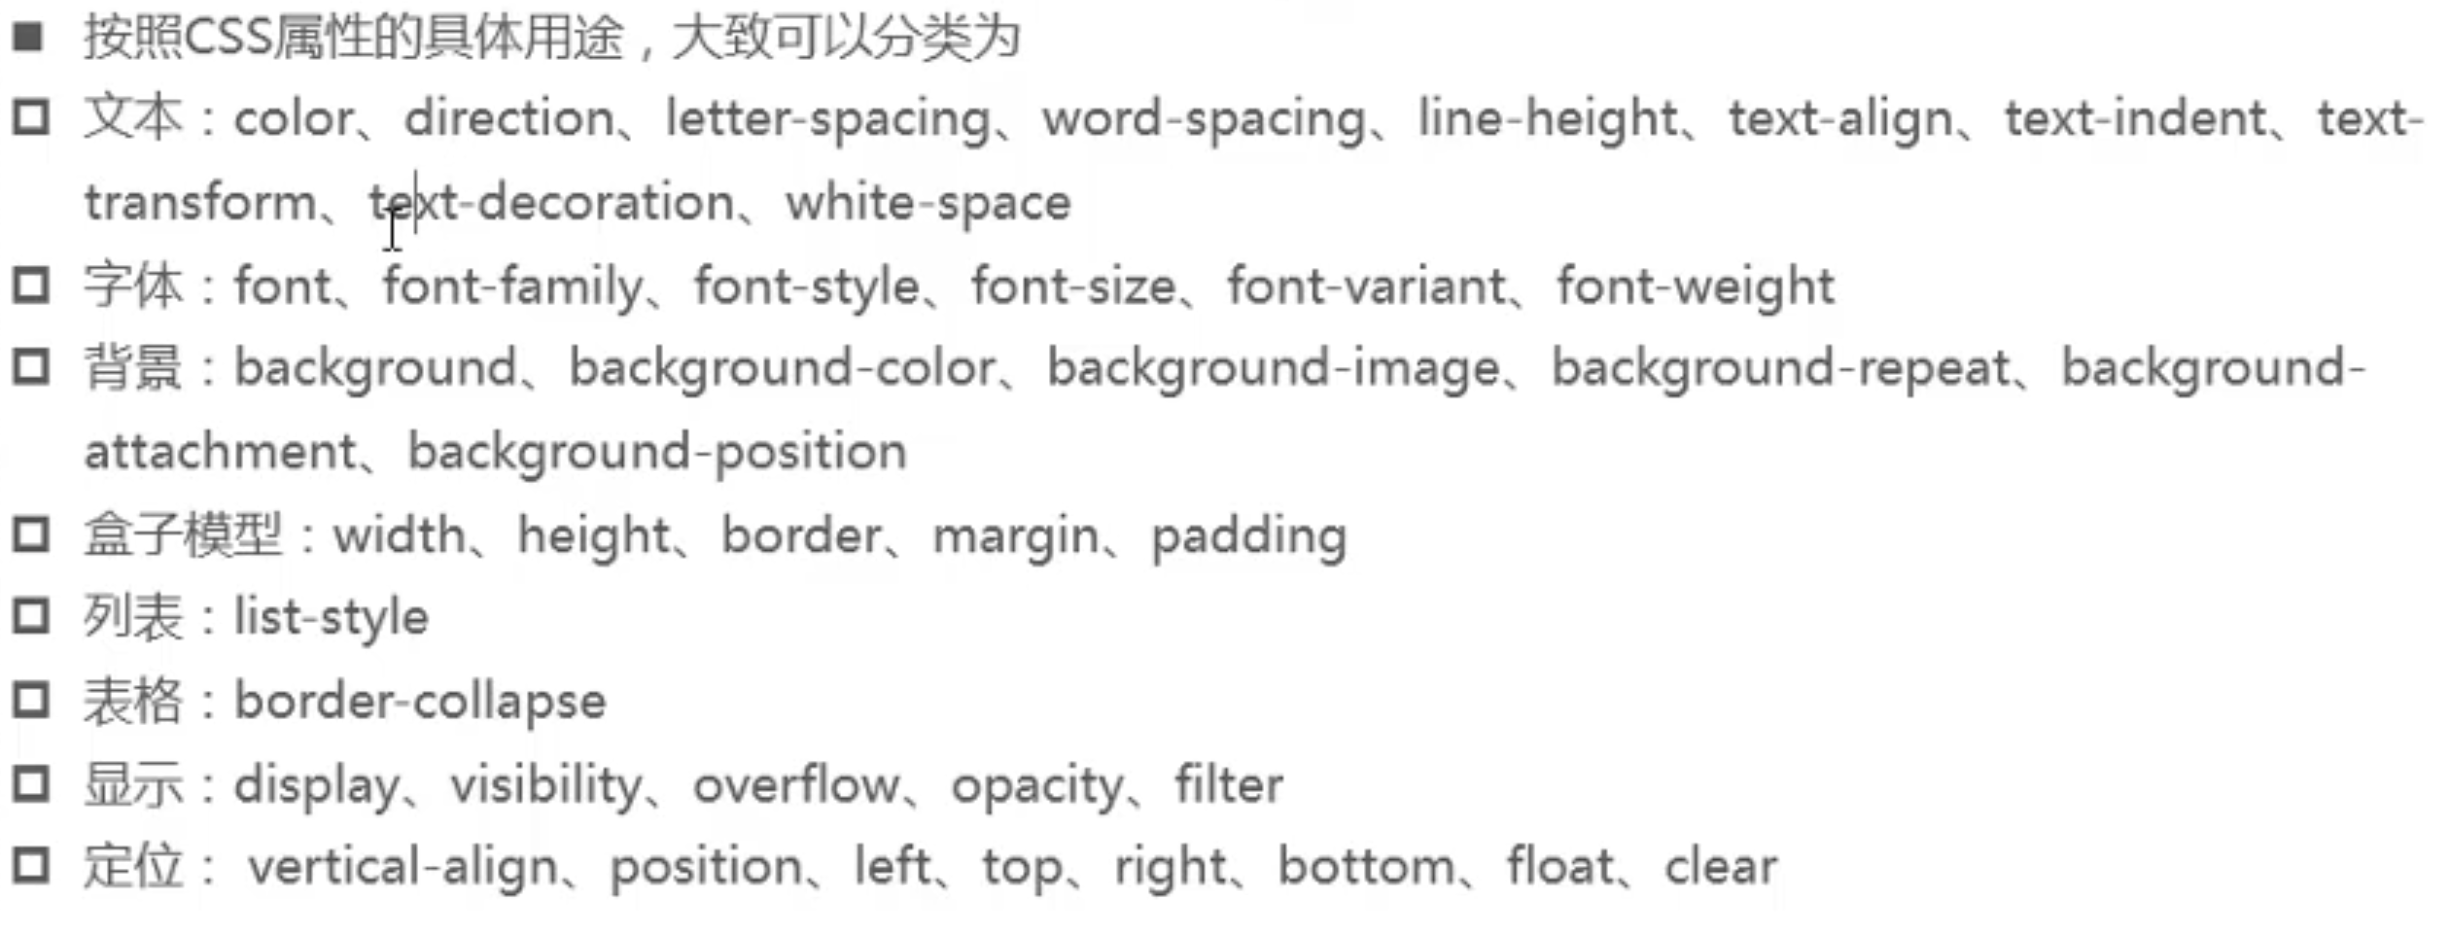 按照CSS属性的具体用途，大致可以分类为
文本：color、direction、letter-spacing、word-spacing、line-height、text-align、text-indent、text-
transform、text-decoration、white-space
字体：font、font-family、font-style、font-size、font-variant、font-weight
背景：background、background-color、background-image、background-repeat、background-
attachment、background-position
盒子模型：width、height、border、margin、padding
列表：list-style
表格：border-collapse
显示：display、visibility、overflow、opacity、filter
定位： vertical-align、position、left、top、right、bottom、float、clear